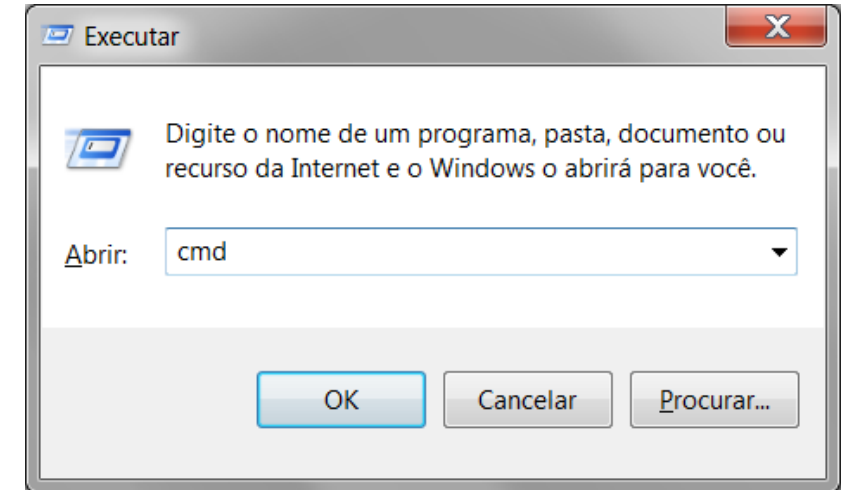 Executar
Digite o nome de um programa, pasta, documento ou
recurso da Internet e o Windows o abrirá para você.
Abrir: cmd
OK Cancelar Procurar...